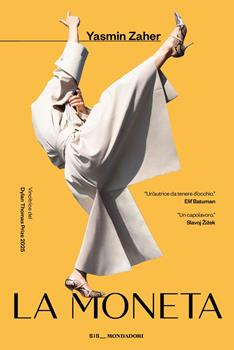 Yasmin Zaher
"Un'autrice da tenere d'occhio."
Elif Batuman
"Un capolavoro."
Slavoj Žižek
Vincitrice del
Dylan Thomas Prize 2025
LA MONETA
SIS__ MONDADORI